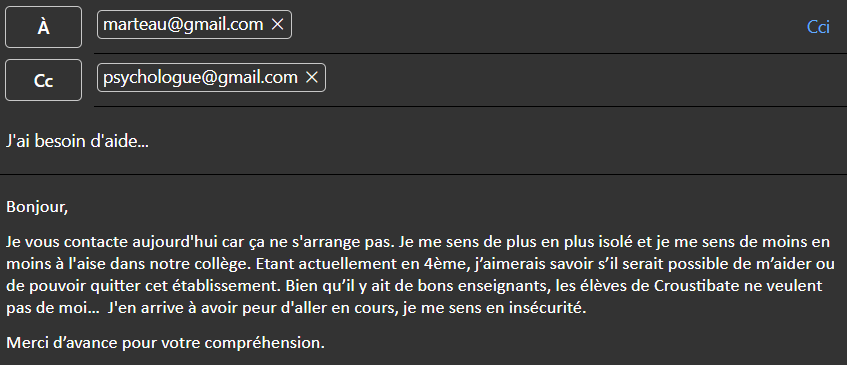 À
marteau@gmail.com ×
Cci
Cc
psychologue@gmail.com ×
J'ai besoin d'aide...
Bonjour,
Je vous contacte aujourd'hui car ça ne s'arrange pas. Je me sens de plus en plus isolé et je me sens de moins en
moins à l'aise dans notre collège. Etant actuellement en 4ème, j’aimerais savoir s’il serait possible de m’aider ou
de pouvoir quitter cet établissement. Bien qu’il y ait de bons enseignants, les élèves de Croustibate ne veulent
pas de moi…  J'en arrive à avoir peur d'aller en cours, je me sens en insécurité.
Merci d’avance pour votre compréhension.